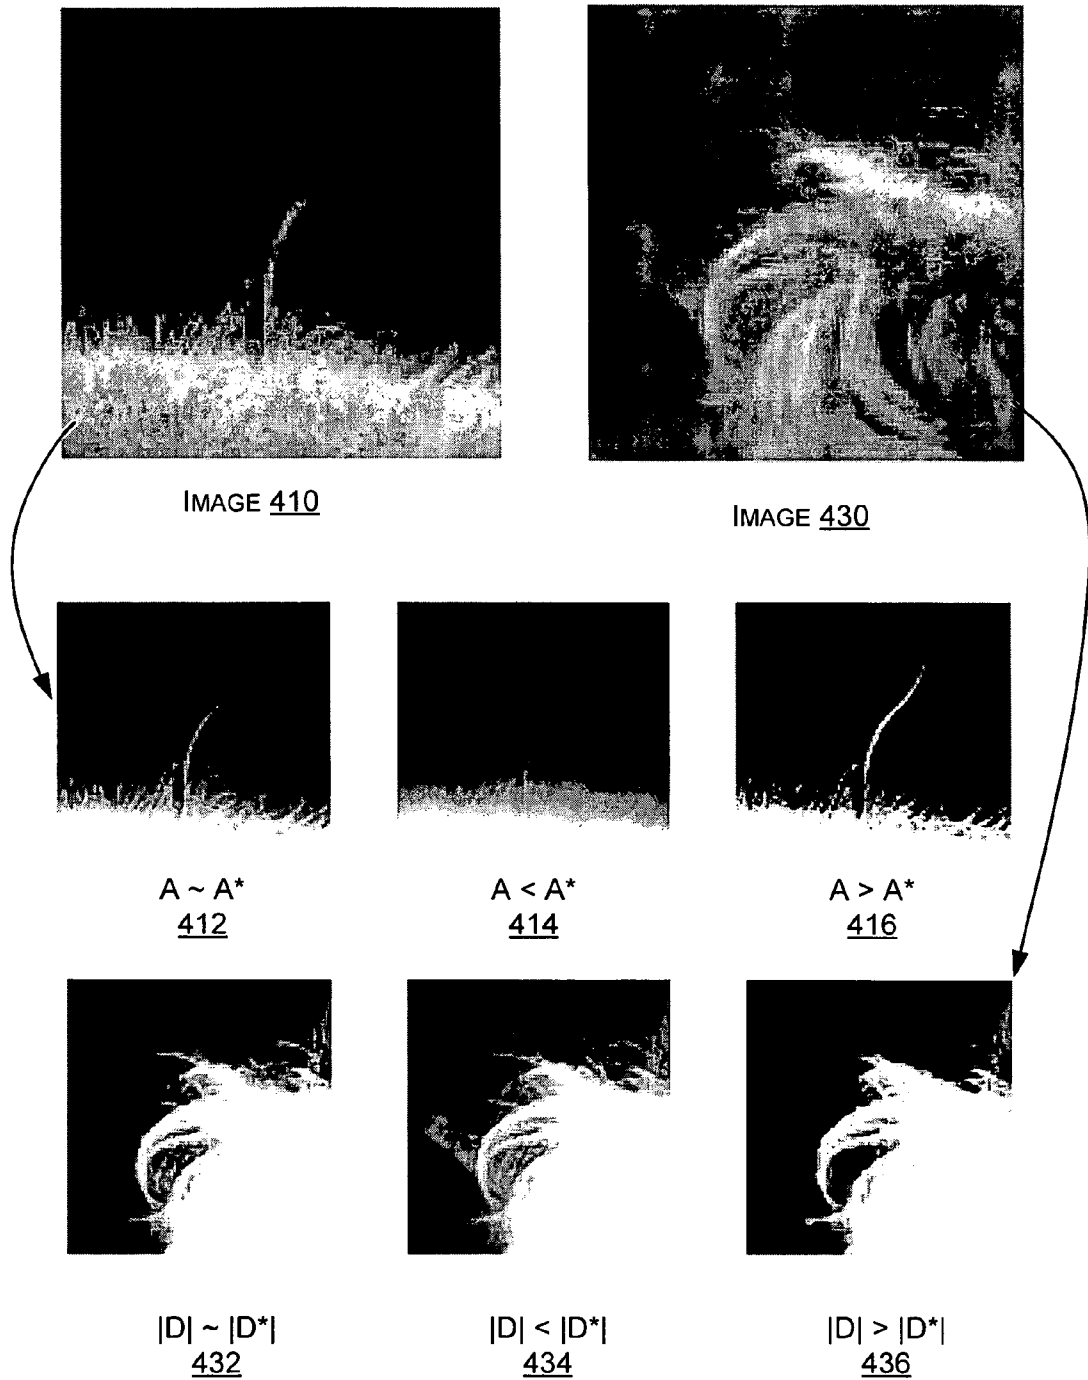 IMAGE 410
IMAGE 430
A ~ A*
412
A < A*
414
A > A*
416
|D| ~ |D*|
432
|D| < |D*|
434
|D| > |D*|
436